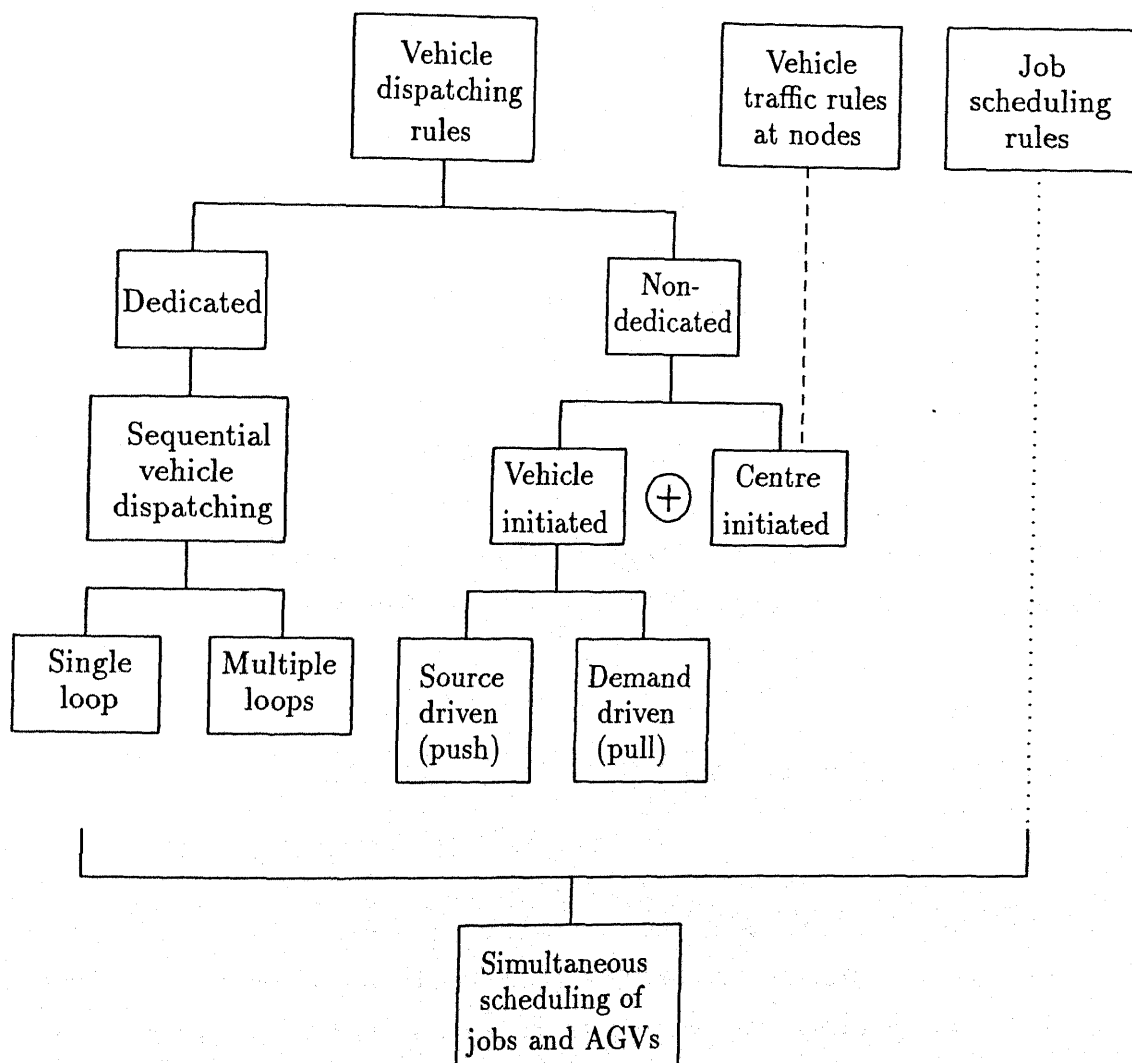 Vehicle
dispatching
rules
Vehicle
traffic rules
at nodes
Job
scheduling
rules
Dedicated
Non-
dedicated
Sequential
vehicle
dispatching
Vehicle
initiated
+
Centre
initiated
Single
loop
Multiple
loops
Source
driven
(push)
Demand
driven
(pull)
Simultaneous
scheduling of
jobs and AGVs